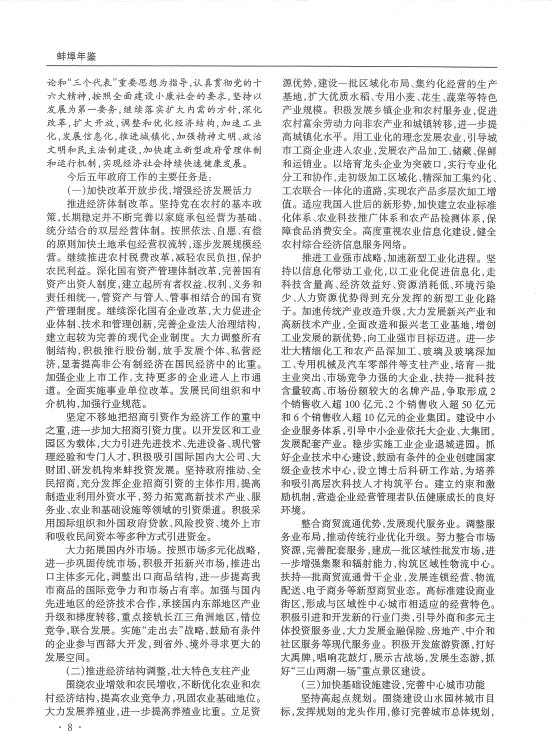 蚌埠年鉴
论和“三个代表”重要思想为指导,认真贯彻党的十
六大精神,按照全面建设小康社会的要求,坚持以
发展为第一要务,继续落实扩大内需的方针,深化
改革,扩大开放,调整和优化经济结构,加速工业
化,发展信息化,推进城镇化,加强精神文明、政治
文明和民主法制建设,加快建立新型政府管理体制
和运行机制,实现经济社会持续快速健康发展。
今后五年政府工作的主要任务是:
(一)加快改革开放步伐,增强经济发展活力
推进经济体制改革。坚持党在农村的基本政
策,长期稳定并不断完善以家庭承包经营为基础、
统分结合的双层经营体制。按照依法、自愿、有偿
的原则加快土地承包经营权流转,逐步发展规模经
营。继续推进农村税费改革,减轻农民负担,保护
农民利益。深化国有资产管理体制改革,完善国有
资产出资人制度,建立起所有者权益、权利、义务和
责任相统一,管资产与管人、管事相结合的国有资
产管理制度。继续深化国有企业改革,大力促进企
业体制、技术和管理创新,完善企业法人治理结构,
建立起较为完善的现代企业制度。大力调整所有
制结构,积极推行股份制,放手发展个体、私营经
济,显著提高非公有制经济在国民经济中的比重。
加强企业上市工作,支持更多的企业进人上市通
道。全面实施事业单位改革。发展民间组织和中
介机构,加强行业规范。
坚定不移地把招商引资作为经济工作的重中
之重,进一步加大招商引资力度。以开发区和工业
园区为载体,大力引进先进技术、先进设备、现代管
理经验和专门人才,积极吸引国际国内大公司、大
财团、研发机构来蚌投资发展。坚持政府推动、全
民招商,充分发挥企业招商引资的主体作用,提高
制造业利用外资水平,努力拓宽高新技术产业、服
务业、农业和基础设施等领域的引资渠道。积极采
用国际组织和外国政府贷款、风险投资、境外上市
和吸收民间资本等多种方式引进资金。
大力拓展国内外市场。按照市场多元化战略,
进一步巩固传统市场,积极开拓新兴市场,推进出
口主体多元化,调整出口商品结构,进一步提高我
市商品的国际竞争力和市场占有率。加强与国内
先进地区的经济技术合作,承接国内东部地区产业
升级和梯度转移,重点接轨长江三角洲地区,错位
竞争,联合发展。实施“走出去”战略,鼓励有条件
的企业参与西部大开发,到省外、境外寻求更大的
发展空间。
(二)推进经济结构调整,壮大特色支柱产业
围绕农业增效和农民增收,不断优化农业和农
村经济结构,提高农业竞争力,巩固农业基础地位。
大力发展养殖业,进一步提高养殖业比重。立足资
源优势,建设一批区域化布局、集约化经营的生产
基地,扩大优质水稻、专用小麦、花生、蔬菜等特色
产业规模。积极发展乡镇企业和农村服务业,促进
农村富余劳动力向非农产业和城镇转移,进一步提
高城镇化水平。用工业化的理念发展农业,引导城
市工商企业进人农业,发展农产品加工、储藏、保鲜
和运销业。以培育龙头企业为突破口,实行专业化
分工和协作,走初级加工区域化、精深加工集约化、
工农联合一体化的道路,实现农产品多层次加工增
值。适应我国入世后的新形势,加快建立农业标准
化体系、农业科技推广体系和农产品检测体系,保
障食品消费安全。高度重视农业信息化建设,健全
农村综合经济信息服务网络。
推进工业强市战略,加速新型工业化进程。坚
持以信息化带动工业化,以工业化促进信息化,走
科技含量高、经济效益好、资源消耗低、环境污染
少、人力资源优势得到充分发挥的新型工业化路
子。加速传统产业改造升级,大力发展新兴产业和
高新技术产业,全面改造和振兴老工业基地,增创
工业发展的新优势,向工业强市目标迈进。进一步
壮大精细化工和农产品深加工、玻璃及玻璃深加
工、专用机械及汽车零部件等支柱产业,培育一批
主业突出、市场竞争力强的大企业,扶持一批科技
含量较高、市场份额较大的名牌产品,争取形成 2
个销售收人超 100 亿元、2 个销售收入超 50 亿元
和 6 个销售收人超 10 亿元的企业集团。建设中小
企业服务体系,引导中小企业依托大企业、大集团,
发展配套产业。稳步实施工业企业退城进园。抓
好企业技术中心建设,鼓励有条件的企业创建国家
级企业技术中心,设立博士后科研工作站,为培养
和吸引高层次科技人才构筑平台。建立约束和激
励机制,营造企业经营管理者队伍健康成长的良好
环境。
整合商贸流通优势,发展现代服务业。调整服
务业布局,推动传统行业优化升级。努力整合市场
资源,完善配套服务,建成一批区域性批发市场,进
一步增强集聚和辐射能力,构筑区域性物流中心。
扶持一批商贸流通骨干企业,发展连锁经营、物流
配送、电子商务等新型商贸业态。高标准建设商业
街区,形成与区域性中心城市相适应的经营特色。
积极引进和开发新的行业门类,引导外商和多元主
体投资服务业,大力发展金融保险、房地产、中介和
社区服务等现代服务业。积极开发旅游资源,打好
大禹牌,唱响花鼓灯,展示古战场,发展生态游,抓
好“三山两湖一场”重点景区建设。
(三)加快基础设施建设,完善中心城市功能
坚持高起点规划。围绕建设山水园林城市目
标,发挥规划的龙头作用,修订完善城市总体规划,
· 8 ·